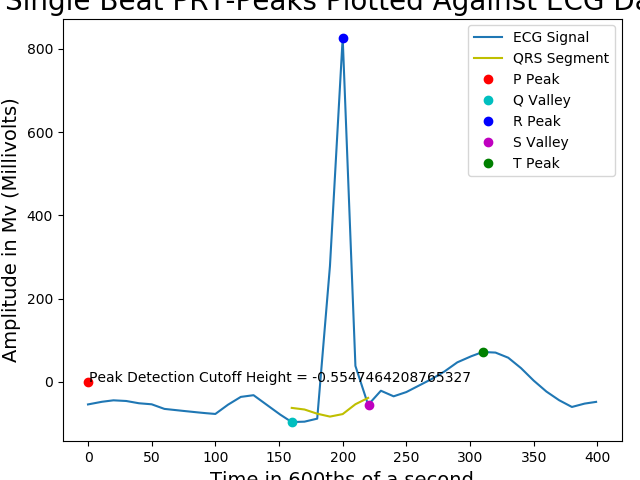 Single Beat PRT-Peaks Plotted Against ECG Da
Amplitude in Mv (Millivolts)
800
600
400
200
0
ECG Signal
QRS Segment
P Peak
Q Valley
R Peak
S Valley
T Peak
Peak Detection Cutoff Height = -0.5547464208765327
0 50 100 150 200 250 300 350 400
Time in 600ths of a second